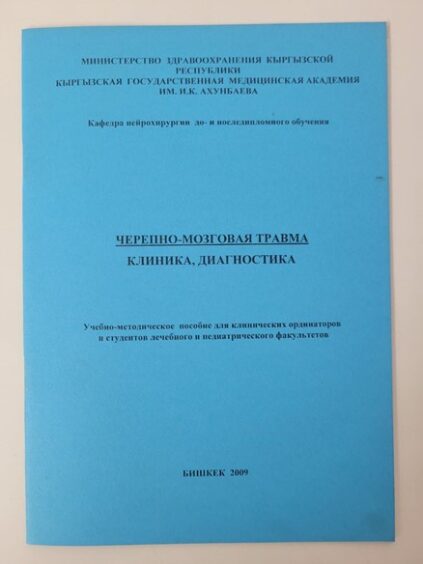 МИНИСТЕРСТВО ЗДРАВООХРАНЕНИЯ КЫРГЫЗСКОЙ
РЕСПУБЛИКИ
КЫРГЫЗСКАЯ ГОСУДАРСТВЕННАЯ МЕДИЦИНСКАЯ АКАДЕМИЯ
ИМ. И.К. АХУНБАЕВА
Кафедра нейрохирургии до- и последипломного обучения
ЧЕРЕПНО-МОЗГОВАЯ ТРАВМА
КЛИНИКА, ДИАГНОСТИКА
Учебно-методическое пособие для клинических ординаторов
и студентов лечебного и педиатрического факультетов
БИШКЕК 2009